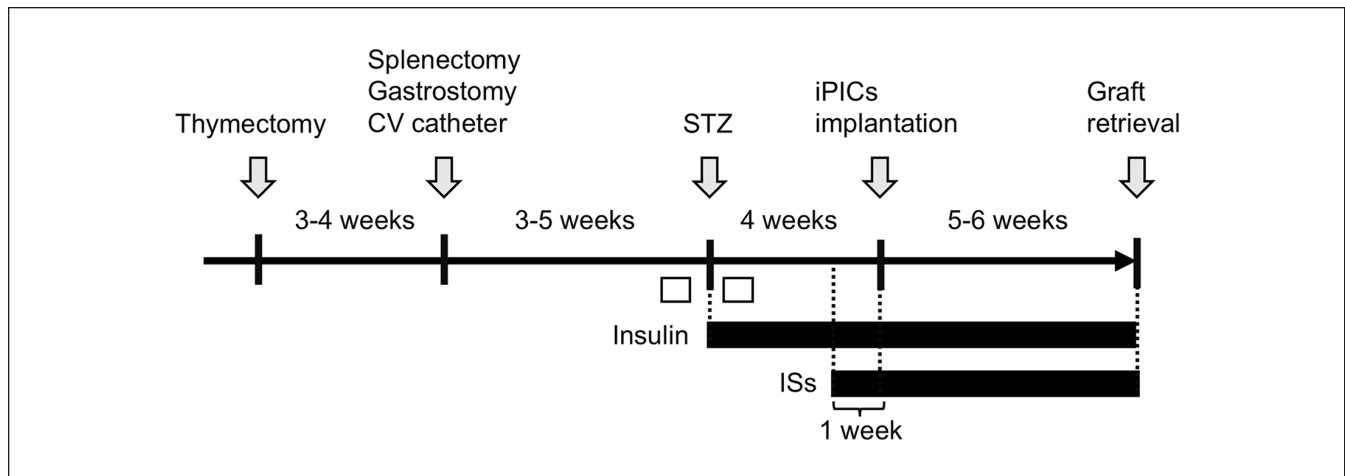 Splenectomy
Gastrostomy
CV catheter
Thymectomy
STZ
iPICs
implantation
Graft
retrieval
3-4 weeks
3-5 weeks
4 weeks
5-6 weeks
Insulin
ISs
1 week